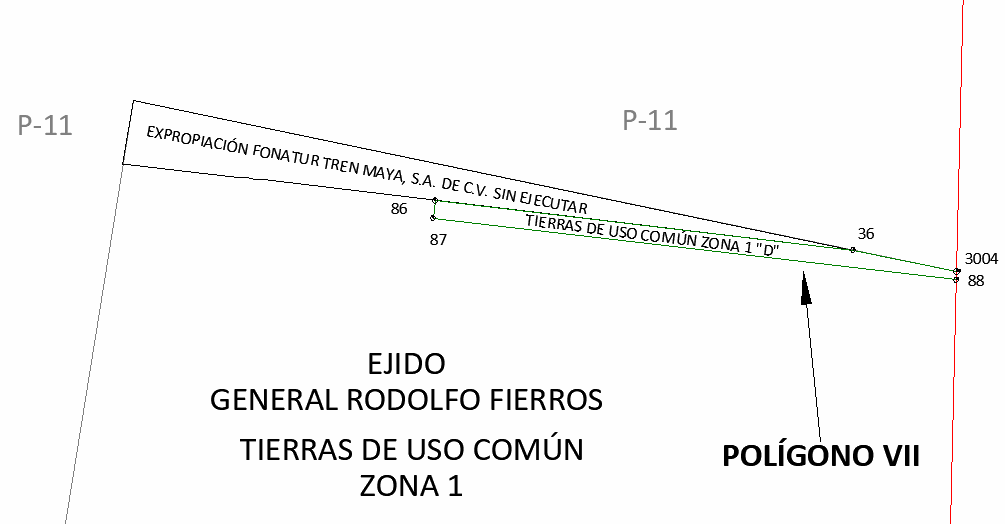 P-11
P-11
EXPROPIACIÓN FONATUR TREN MAYA, S.A. DE C.V. SIN EJECUTAR
86
TIERRAS DE USO COMÚN ZONA 1 "D"
36
87
3004
88
EJIDO
GENERAL RODOLFO FIERROS
TIERRAS DE USO COMÚN
ZONA 1
POLÍGONO VII